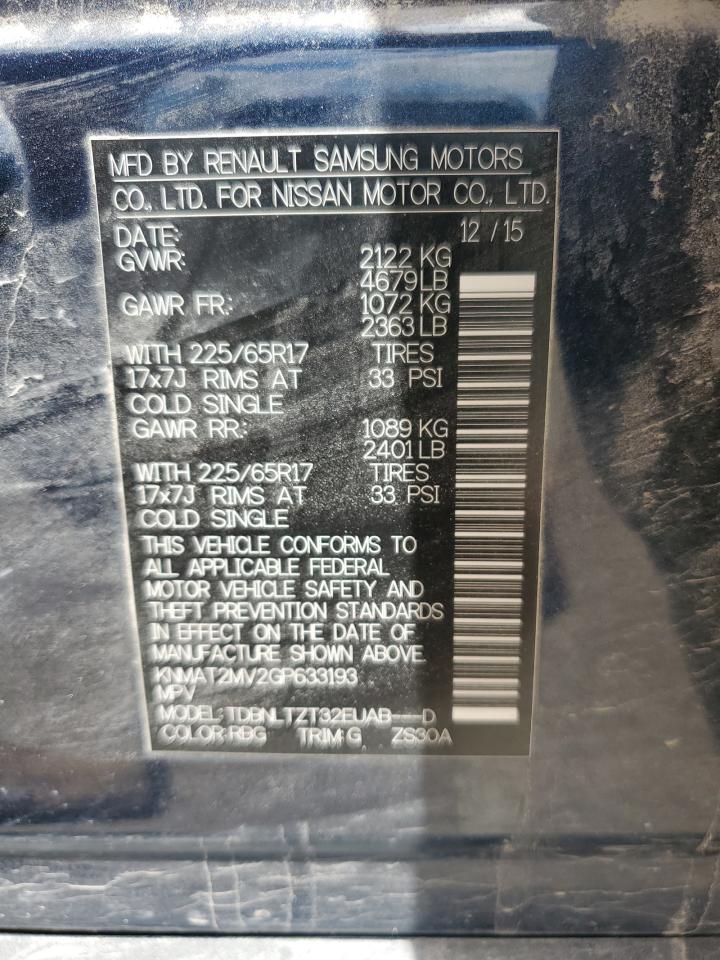 MFD BY RENAULT SAMSUNG MOTORS
CO., LTD. FOR NISSAN MOTOR CO., LTD.
DATE: 12 / 15
GVWR: 2122 KG
4679 LB
GAWR FR: 1072 KG
2363 LB
WITH 225/65R17 TIRES
17x7J RIMS AT 33 PSI
COLD SINGLE
GAWR RR: 1089 KG
2401 LB
WITH 225/65R17 TIRES
17x7J RIMS AT 33 PSI
COLD SINGLE
THIS VEHICLE CONFORMS TO
ALL APPLICABLE FEDERAL
MOTOR VEHICLE SAFETY AND
THEFT PREVENTION STANDARDS
IN EFFECT ON THE DATE OF
MANUFACTURE SHOWN ABOVE.
KNMAT2MV2GP633193
MPV
MODEL: TDBNLTZT32EUAB---D
COLOR: RBG TRIM: G ZS30A